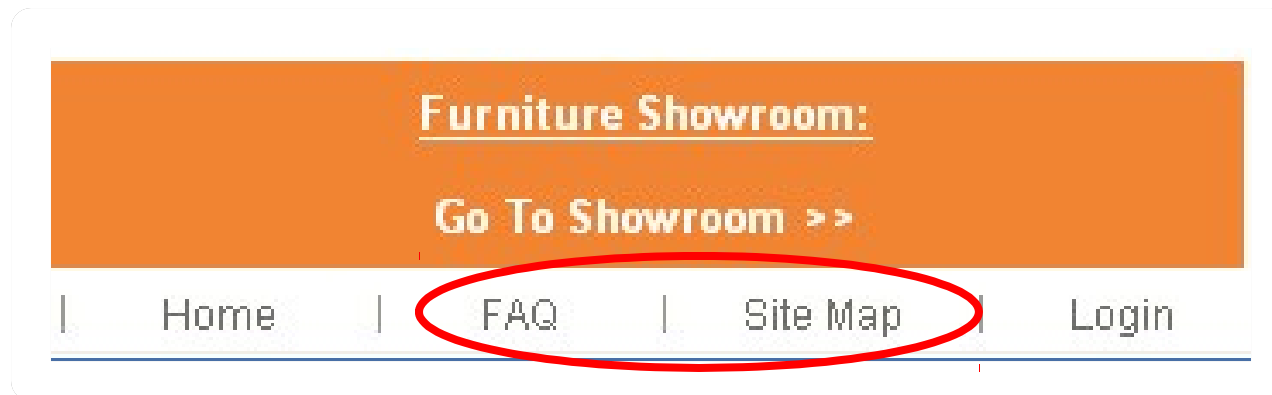 Furniture Showroom:
Go To Showroom >>
| Home | FAQ | Site Map | Login